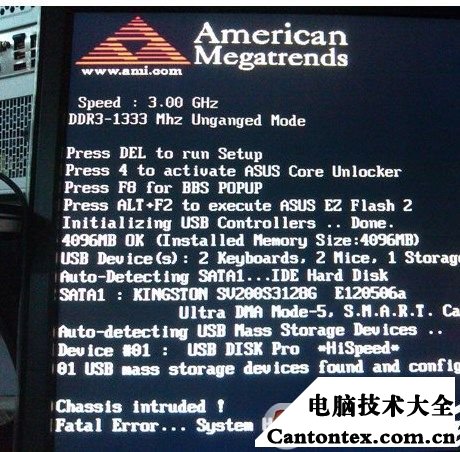 American
Megatrends
www.ami.com
Speed : 3.00 GHz
DDR3-1333 Mhz Unganged Mode
Press DEL to run Setup
Press 4 to activate ASUS Core Unlocker
Press F8 for BBS POPUP
Press ALT+F2 to execute ASUS EZ Flash 2
Initializing USB Controllers .. Done.
4096MB OK (Installed Memory Size:4096MB)
USB Device(s): 2 Keyboards, 2 Mice, 1 Storag
Auto-Detecting SATA1...IDE Hard Disk
SATA1 : KINGSTON SV200S3128G E120506a
Ultra DMA Mode-5, S.M.A.R.T. Ca
Auto-detecting USB Mass Storage Devices ..
Device #01 : USB DISK Pro *HiSpeed*
01 USB mass storage devices found and config
Chassis intruded !
Fatal Error... System H
电脑技术大全
Cantontex.com.cn